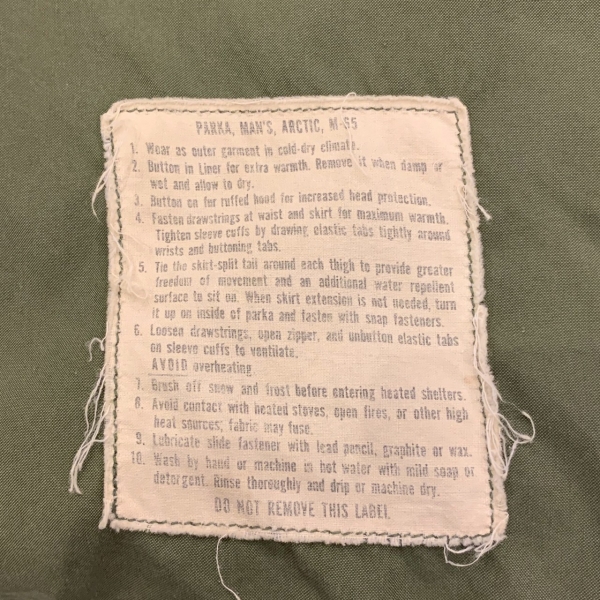 PARKA, MAN'S, ARCTIC, M-65
1. Wear as outer garment in cold-dry climate.
2. Button in Liner for extra warmth. Remove it when damp or
wet and allow to dry.
3. Button on fur ruffed hood for increased head protection.
4. Fasten drawstrings at waist and skirt for maximum warmth.
Tighten sleeve cuffs by drawing elastic tabs tightly around
wrists and buttoning tabs.
5. Tie the skirt-split tail around each thigh to provide greater
freedom of movement and an additional water repellent
surface to sit on. When skirt extension is not needed, turn
it up on inside of parka and fasten with snap fasteners.
6. Loosen drawstrings, open zipper, and unbutton elastic tabs
on sleeve cuffs to ventilate.
AVOID overheating
7. Brush off snow and frost before entering heated shelters.
8. Avoid contact with heated stoves, open fires, or other high
heat sources; fabric may fuse.
9. Lubricate slide fastener with lead pencil, graphite or wax.
10. Wash by hand or machine in hot water with mild soap or
detergent. Rinse thoroughly and drip or machine dry.
DO NOT REMOVE THIS LABEL